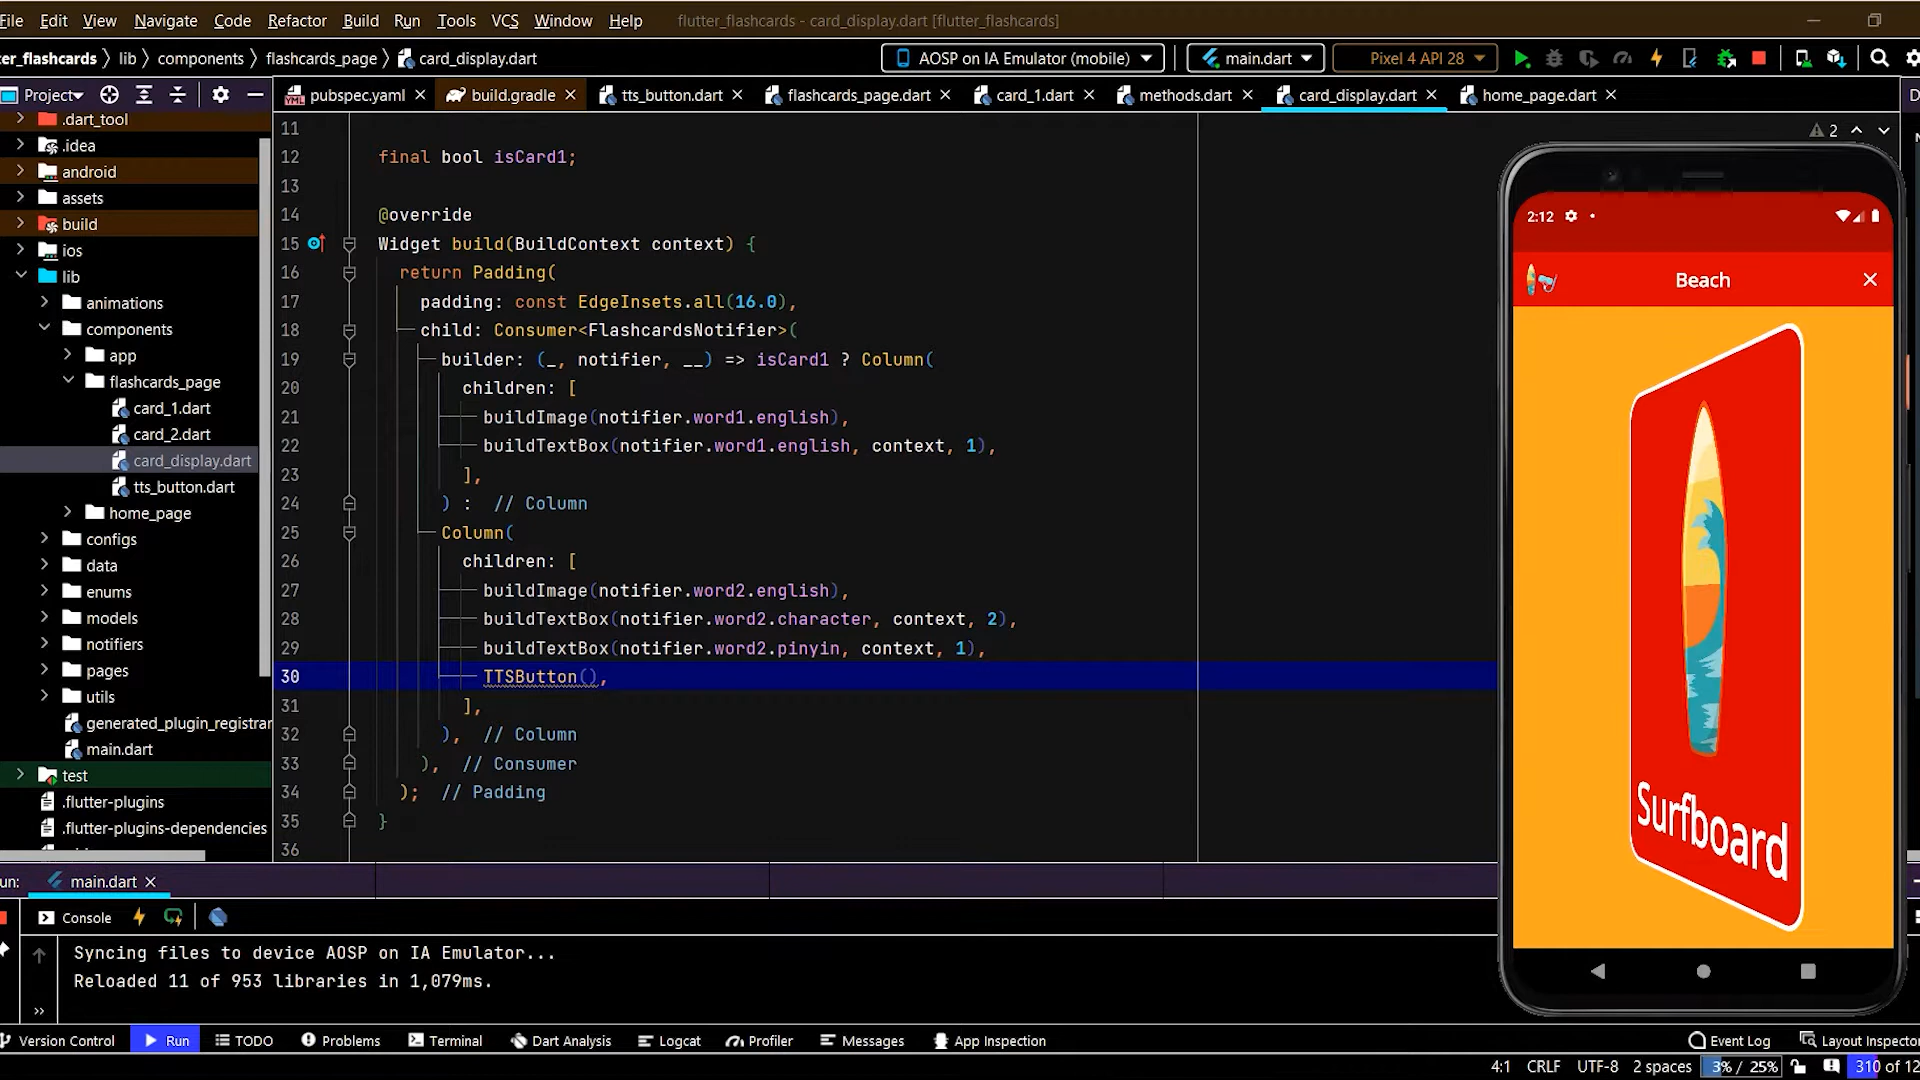 File Edit View Navigate Code Refactor Build Run Tools VCS Window Help flutter_flashcards - card_display.dart [flutter_flashcards]
ter_flashcards lib components flashcards_page card_display.dart AOSP on IA Emulator (mobile) main.dart Pixel 4 API 28
Project pubspec.yaml build.gradle tts_button.dart flashcards_page.dart card_1.dart methods.dart card_display.dart home_page.dart
.dart_tool
.idea
android
assets
build
ios
lib
animations
components
app
flashcards_page
card_1.dart
card_2.dart
card_display.dart
tts_button.dart
home_page
configs
data
enums
models
notifiers
pages
utils
generated_plugin_registrar
main.dart
test
.flutter-plugins
.flutter-plugins-dependencies
2
11
12 final bool isCard1;
13
14 @override
15 Widget build(BuildContext context) {
16 return Padding(
17 padding: const EdgeInsets.all(16.0),
18 child: Consumer<FlashcardsNotifier>(
19 builder: (_, notifier, __) => isCard1 ? Column(
20 children: [
21 buildImage(notifier.word1.english),
22 buildTextBox(notifier.word1.english, context, 1),
23 ],
24 ) : // Column
25 Column(
26 children: [
27 buildImage(notifier.word2.english),
28 buildTextBox(notifier.word2.character, context, 2),
29 buildTextBox(notifier.word2.pinyin, context, 1),
30 TTSButton(),
31 ],
32 ), // Column
33 ), // Consumer
34 ); // Padding
35 }
36
2:12
Beach
Surfboard
un: main.dart
Console
Syncing files to device AOSP on IA Emulator...
Reloaded 11 of 953 libraries in 1,079ms.
Version Control Run TODO Problems Terminal Dart Analysis Logcat Profiler Messages App Inspection Event Log Layout Inspector
4:1 CRLF UTF-8 2 spaces 3% / 25% 310 of 12